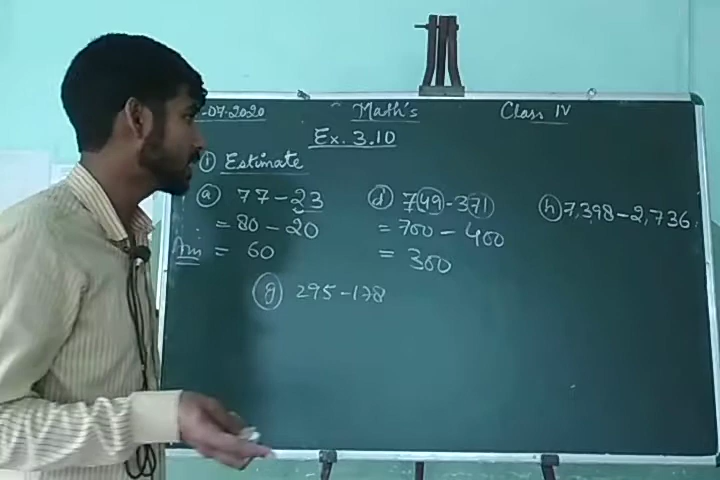 -07-2020 Math's Class IV
Ex. 3.10
(i) Estimate
(a) 77-23
= 80-20
Ans = 60
(d) 749-371
= 700-400
= 300
(h) 7,398-2,736
(g) 295-178